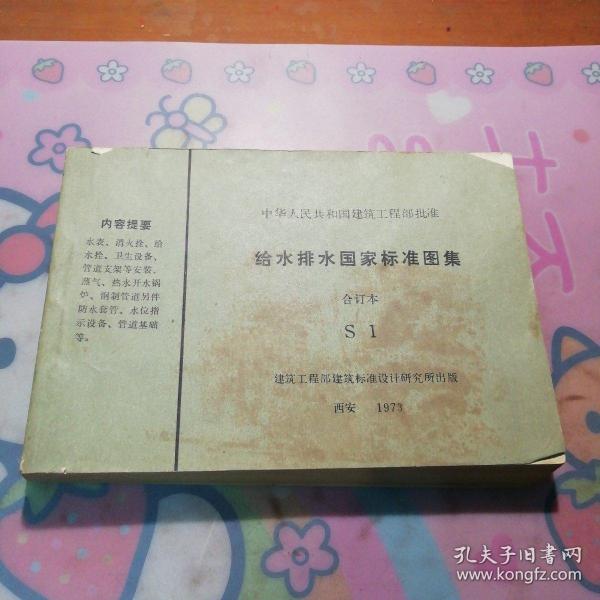 内容提要
水表、消火拴、给
水拴、卫生设备、
管道支架等安装,
蒸气、热水开水锅
炉、钢制管道另件
防水套管、水位指
示设备、管道基础
等。
中华人民共和国建筑工程部批准
给水排水国家标准图集
合订本
S 1
建筑工程部建筑标准设计研究所出版
西安 1973
孔夫子旧书网
www.kongfz.com